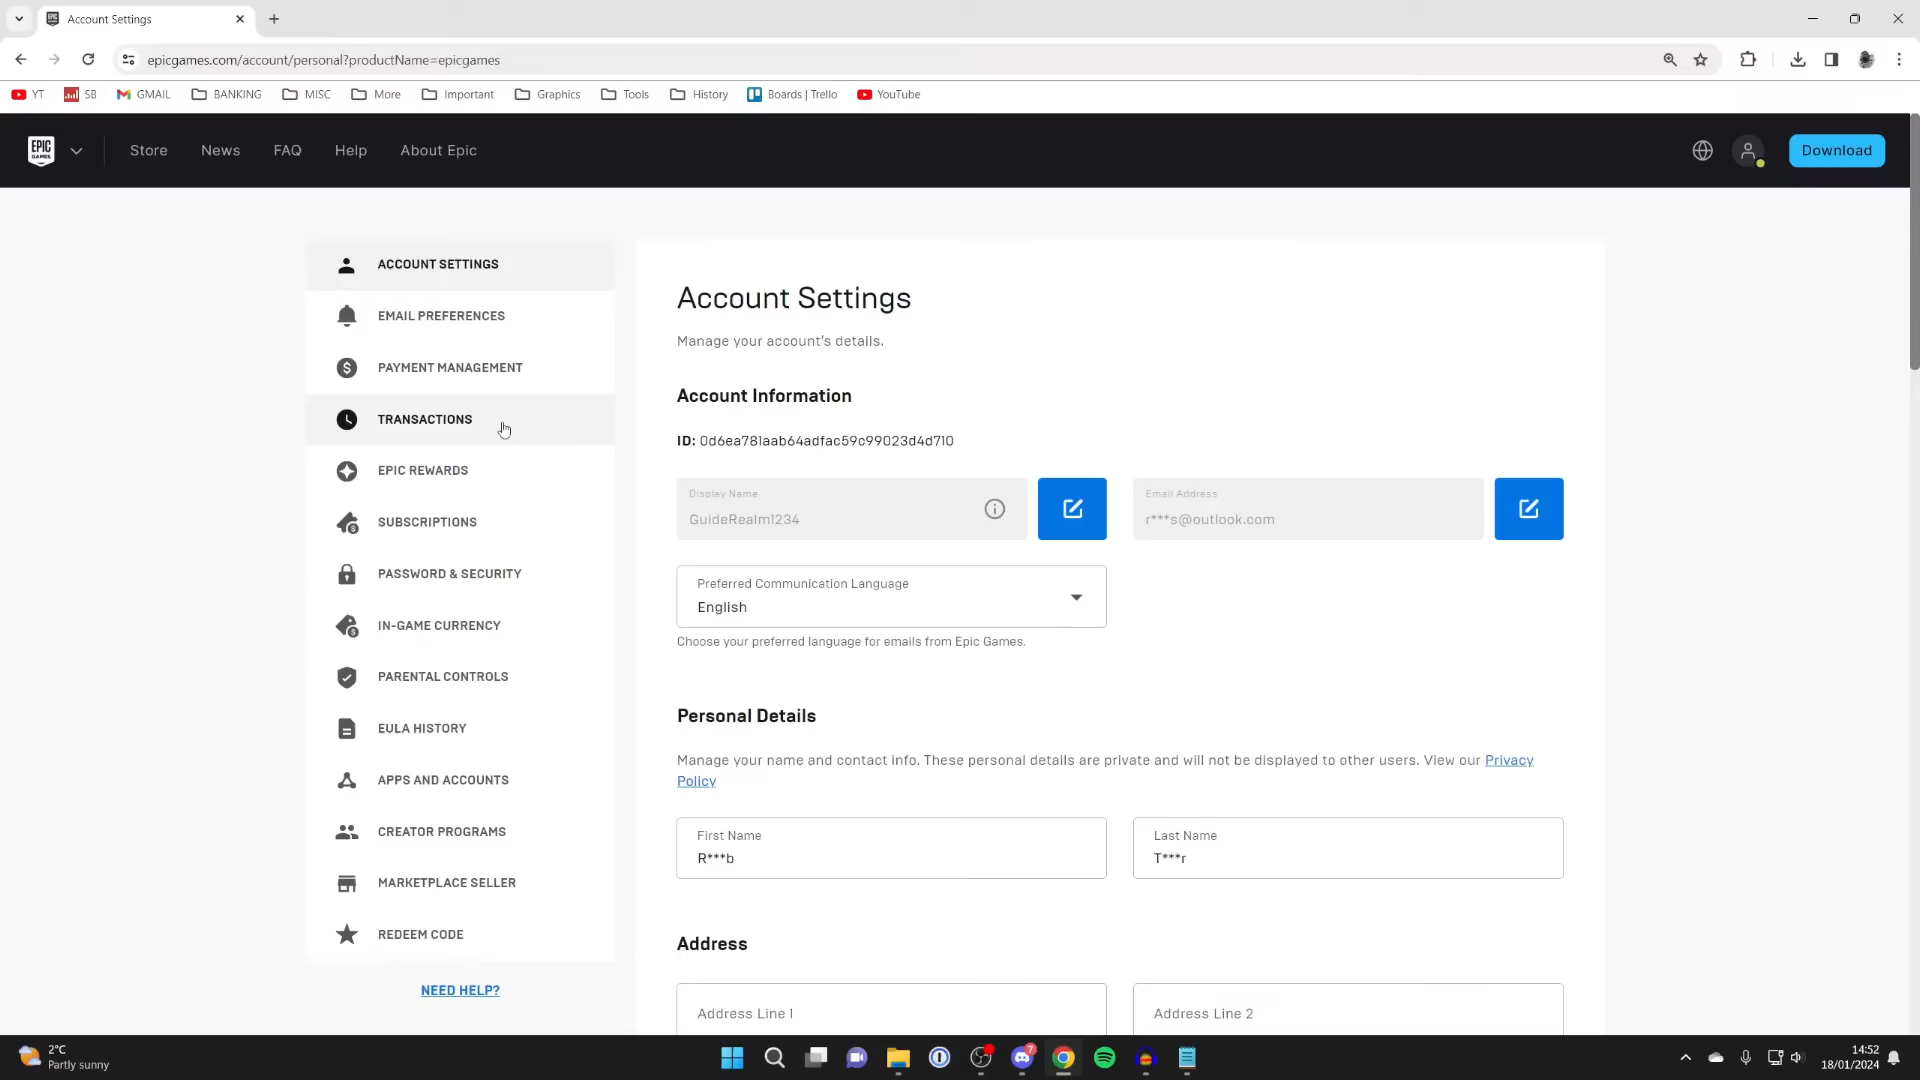 Account Settings
epicgames.com/account/personal?productName=epicgames
YT SB GMAIL BANKING MISC More Important Graphics Tools History Boards | Trello YouTube
EPIC GAMES Store News FAQ Help About Epic Download
ACCOUNT SETTINGS
EMAIL PREFERENCES
PAYMENT MANAGEMENT
TRANSACTIONS
EPIC REWARDS
SUBSCRIPTIONS
PASSWORD & SECURITY
IN-GAME CURRENCY
PARENTAL CONTROLS
EULA HISTORY
APPS AND ACCOUNTS
CREATOR PROGRAMS
MARKETPLACE SELLER
REDEEM CODE
NEED HELP?
Account Settings
Manage your account's details.
Account Information
ID: 0d6ea781aab64adfac59c99023d4d710
Display Name
GuideRealm1234
Email Address
r***s@outlook.com
Preferred Communication Language
English
Choose your preferred language for emails from Epic Games.
Personal Details
Manage your name and contact info. These personal details are private and will not be displayed to other users. View our Privacy
Policy
First Name
R***b
Last Name
T***r
Address
Address Line 1
Address Line 2
2°C
Partly sunny
7
14:52
18/01/2024